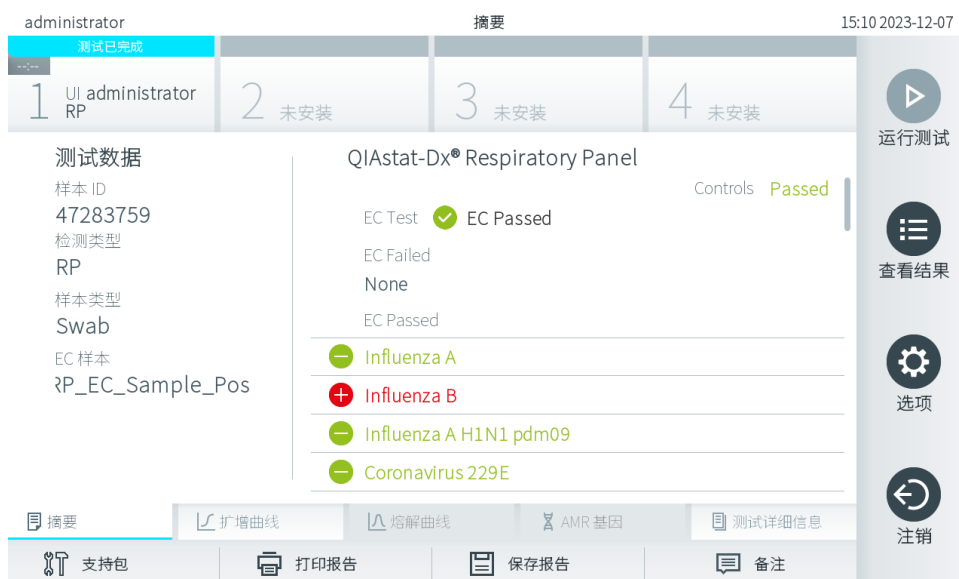 administrator
摘要
15:10 2023-12-07
测试已完成
--:--
1 UI administrator
RP
2 未安装
3 未安装
4 未安装
运行测试
测试数据
样本 ID
47283759
检测类型
RP
样本类型
Swab
EC 样本
RP_EC_Sample_Pos
QIAstat-Dx® Respiratory Panel
Controls Passed
EC Test EC Passed
EC Failed
None
EC Passed
Influenza A
Influenza B
Influenza A H1N1 pdm09
Coronavirus 229E
查看结果
选项
注销
摘要
扩增曲线
熔解曲线
AMR 基因
测试详细信息
支持包
打印报告
保存报告
备注